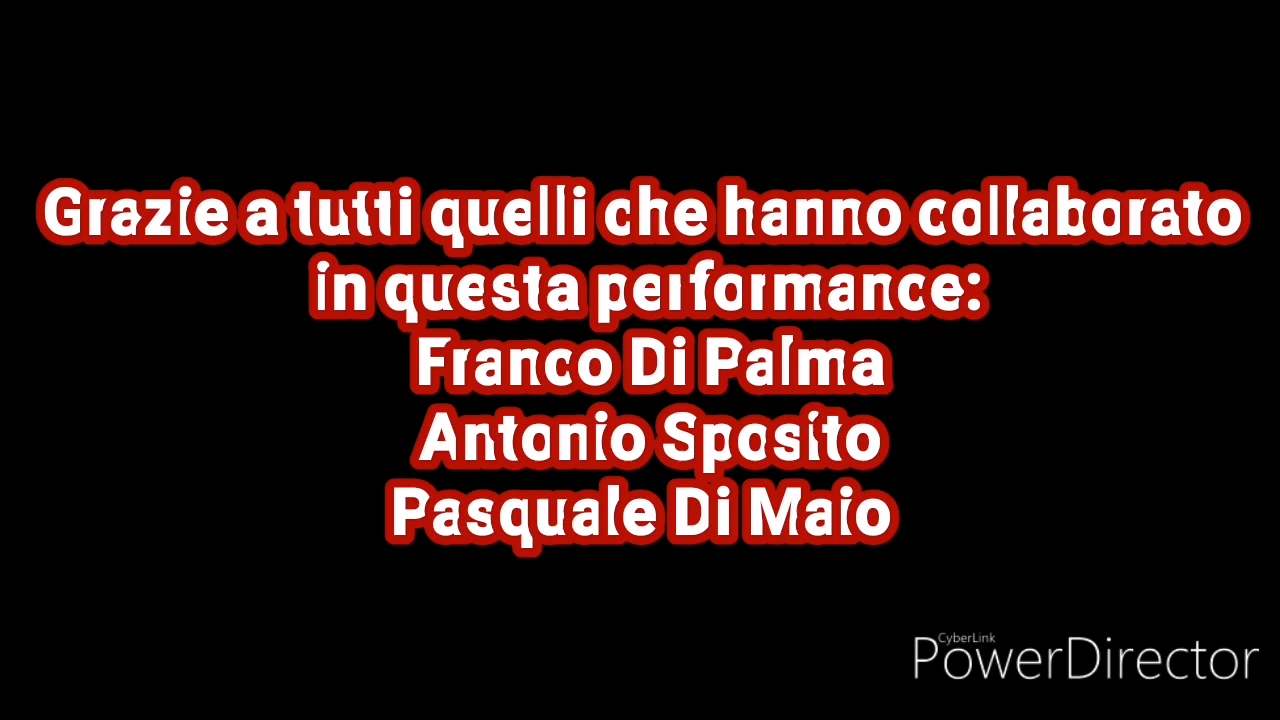 Grazie a tutti quelli che hanno collaborato
in questa performance:
Franco Di Palma
Antonio Sposito
Pasquale Di Maio
CyberLink
PowerDirector